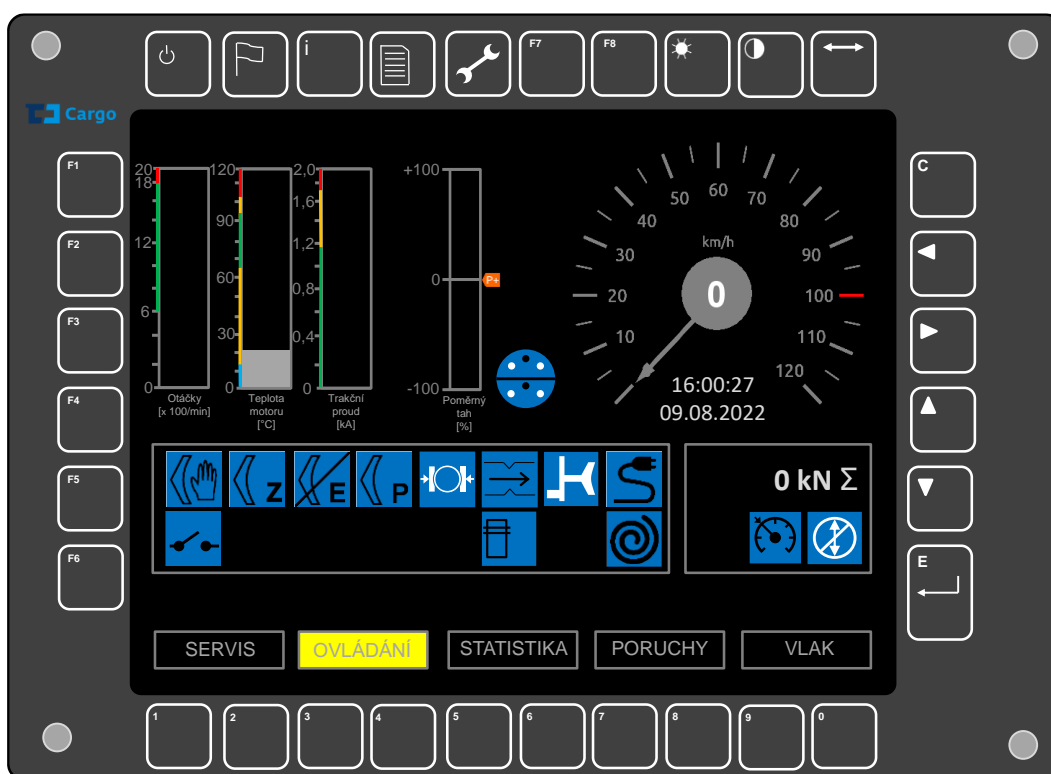 i
F7
F8
Cargo
F1
F2
F3
F4
F5
F6
C
E
20
18
12
6
0
Otáčky
[x 100/min]
120
90
60
30
0
Teplota
motoru
[°C]
2,0
1,6
1,2
0,8
0,4
0
Trakční
proud
[kA]
+100
0
-100
P+
Poměrný
tah
[%]
10
20
30
40
50
60
70
80
90
100
110
120
km/h
0
16:00:27
09.08.2022
Z
E
P
0 kN Σ
SERVIS OVLÁDÁNÍ STATISTIKA PORUCHY VLAK
1 2 3 4 5 6 7 8 9 0